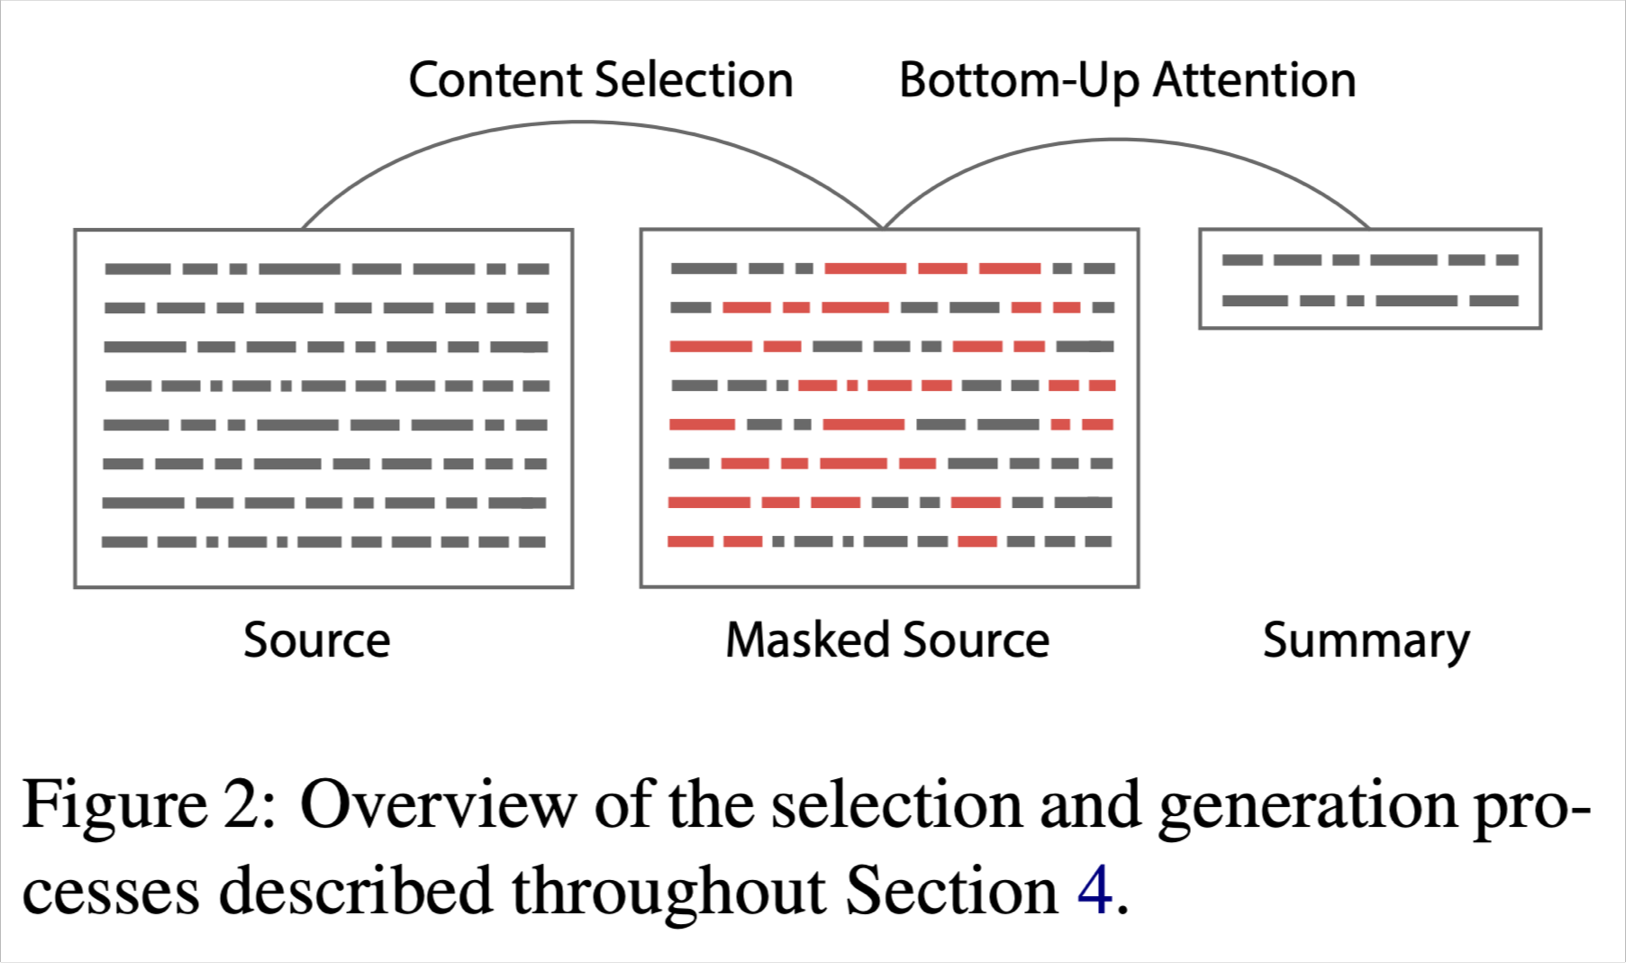 Content Selection
Bottom-Up Attention
Source
Masked Source
Summary
Figure 2: Overview of the selection and generation pro-
cesses described throughout Section 4.